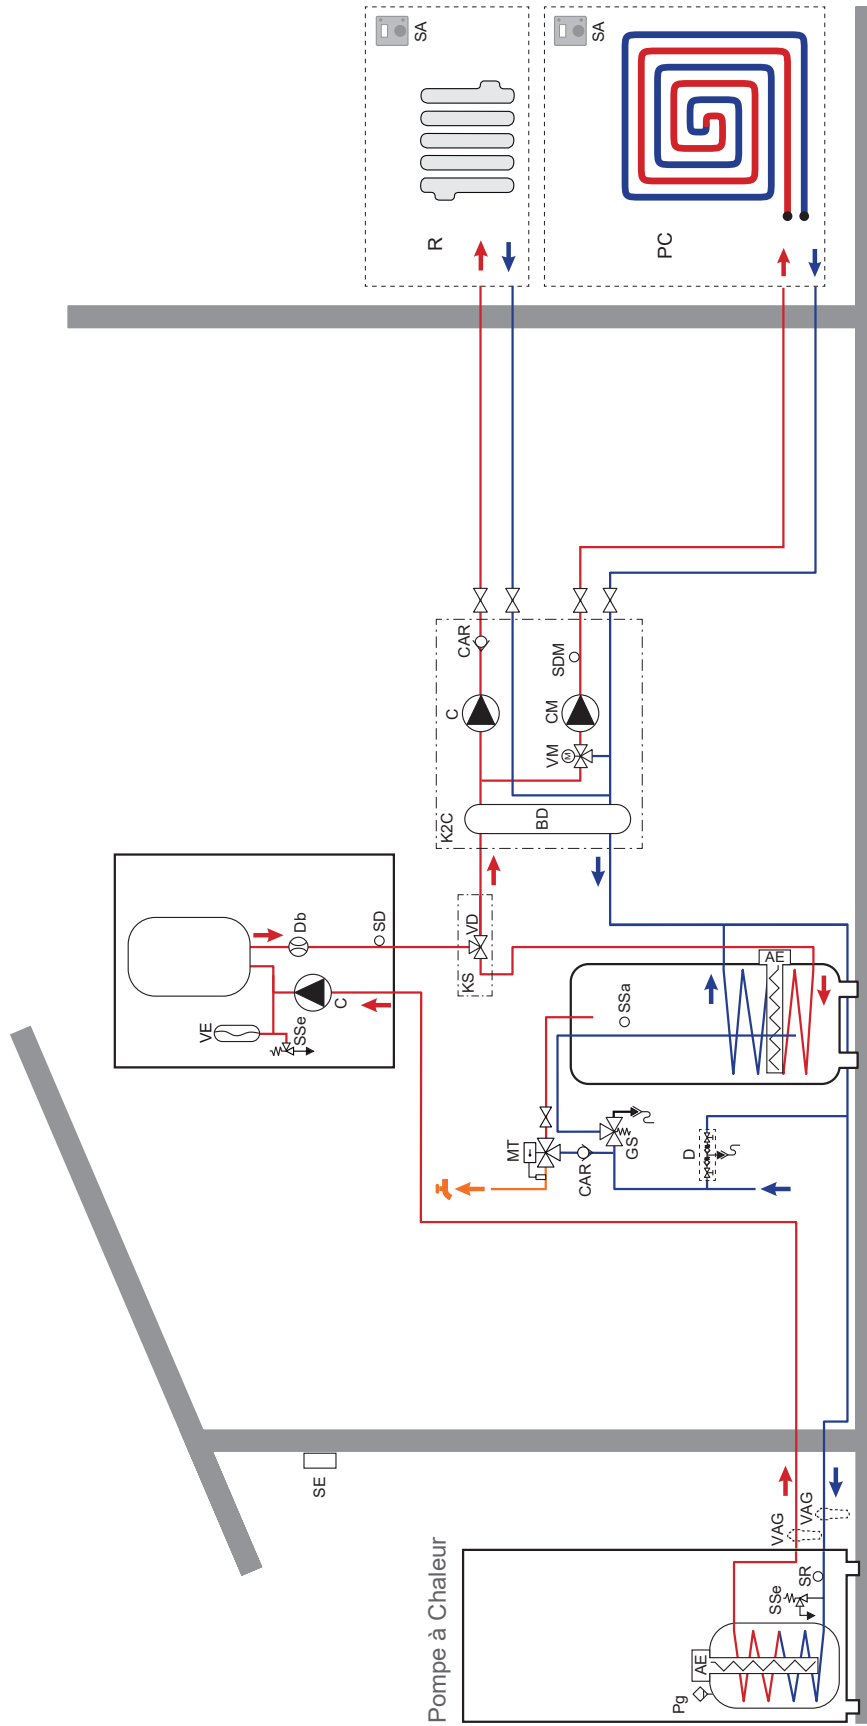 SA
SA
R
PC
CAR
SDM
C
CM
VM
M
K2C
BD
Db
SD
VD
KS
AE
VE
SSe
C
SSa
MT
GS
CAR
D
SE
VAG
VAG
Pompe à Chaleur
SR
SSe
AE
Pg